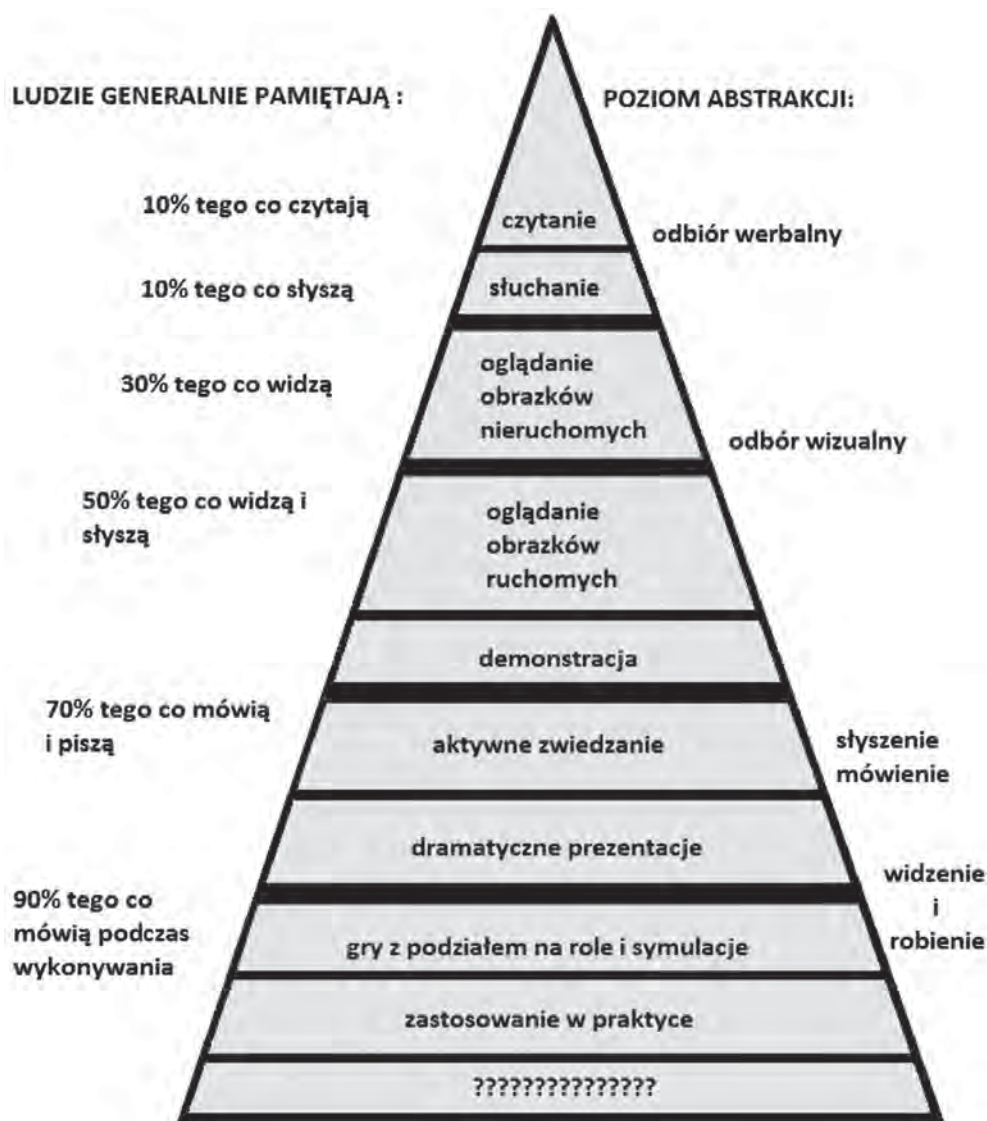 LUDZIE GENERALNIE PAMIĘTAJĄ :
POZIOM ABSTRAKCJI:
10% tego co czytają
czytanie
odbiór werbalny
10% tego co słyszą
słuchanie
30% tego co widzą
oglądanie
obrazków
nieruchomych
odbór wizualny
50% tego co widzą i
słyszą
oglądanie
obrazków
ruchomych
demonstracja
70% tego co mówią
i piszą
aktywne zwiedzanie
słyszenie
mówienie
dramatyczne prezentacje
widzenie
i
robienie
90% tego co
mówią podczas
wykonywania
gry z podziałem na role i symulacje
zastosowanie w praktyce
???????????????